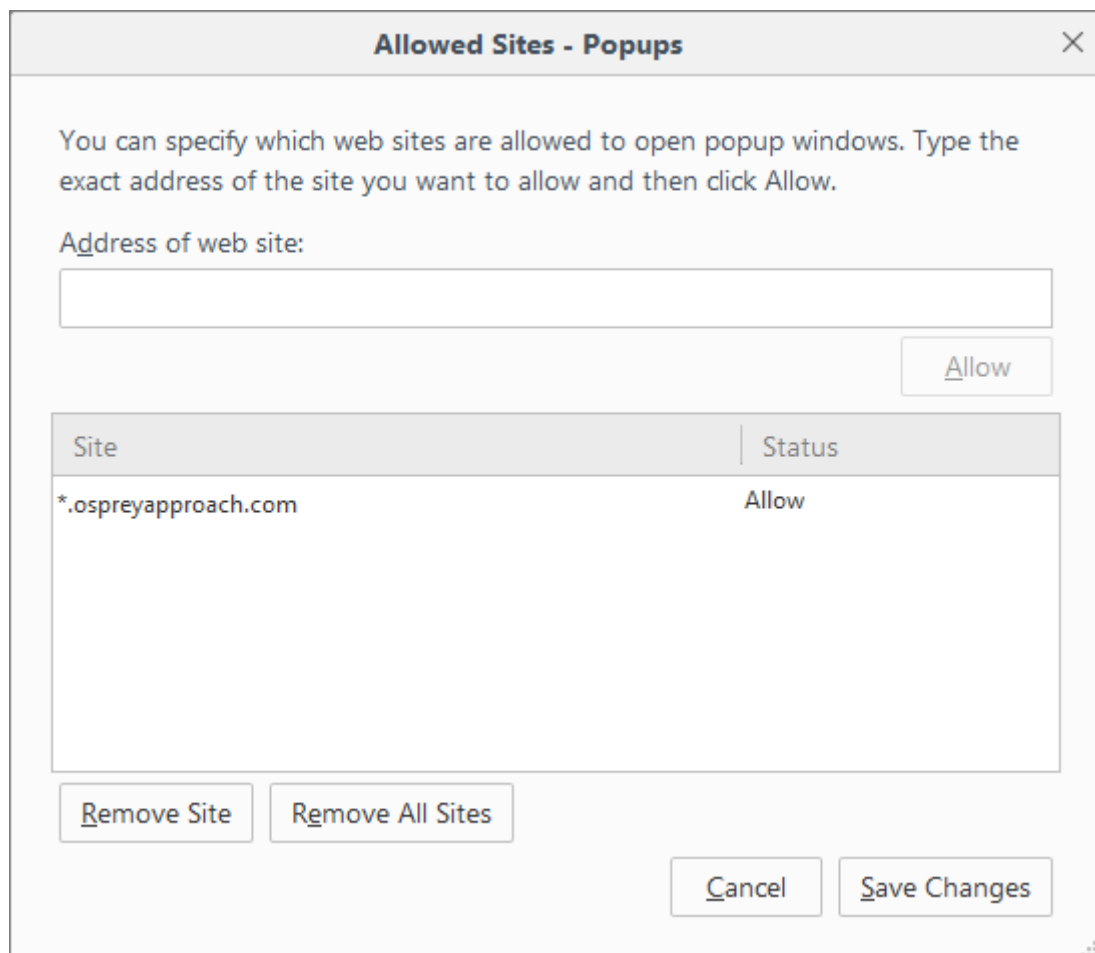 Allowed Sites - Popups
You can specify which web sites are allowed to open popup windows. Type the
exact address of the site you want to allow and then click Allow.
Address of web site:
Allow
Site Status
*.ospreyapproach.com Allow
Remove Site Remove All Sites
Cancel Save Changes